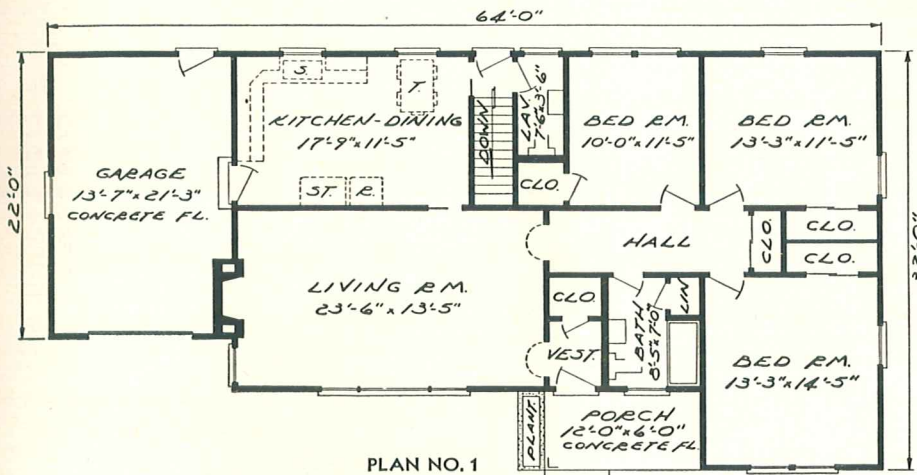 64'-0"
22'-0"
GARAGE
13'-7" x 21'-3"
CONCRETE FL.
S.
T.
KITCHEN-DINING
17'-9" x 11'-5"
ST.
R.
DOWN
LAV.
7'-6" x 3'-6"
CLO.
BED RM.
10'-0" x 11'-5"
BED RM.
13'-3" x 11'-5"
CLO.
CLO.
CLO.
HALL
LIVING RM.
23'-6" x 13'-5"
CLO.
VEST.
BATH
8'-5" x 7'-0"
LIN.
BED RM.
13'-3" x 14'-5"
PLANT.
PORCH
12'-0" x 6'-0"
CONCRETE FL.
PLAN NO. 1